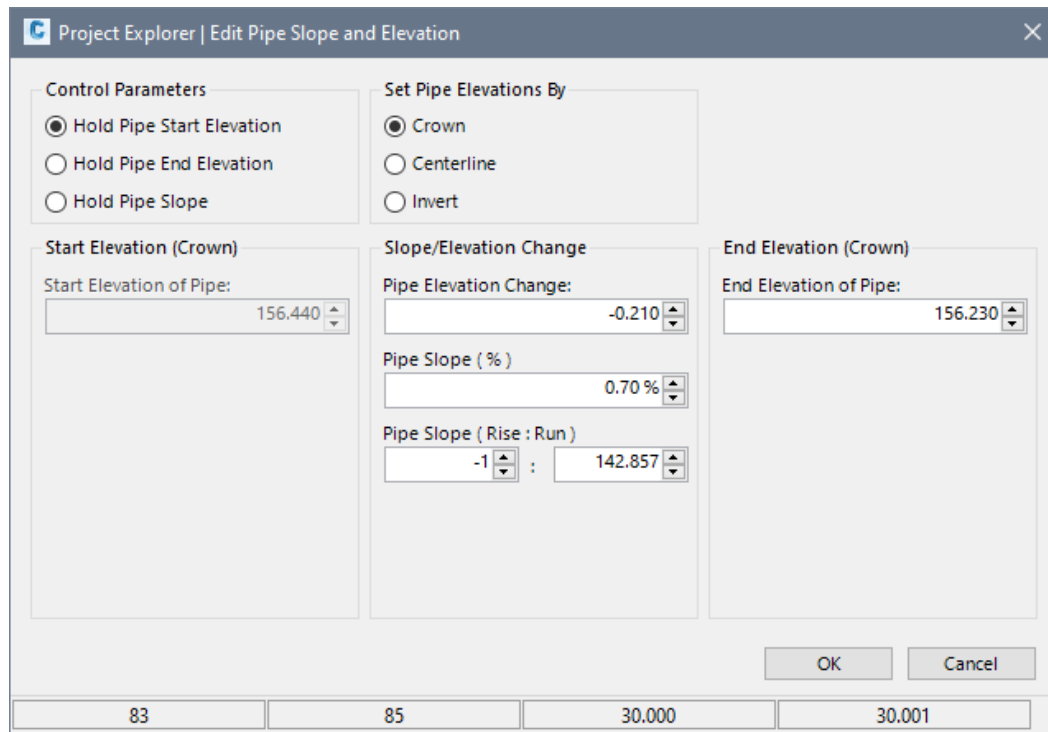 Project Explorer | Edit Pipe Slope and Elevation
Control Parameters
Hold Pipe Start Elevation
Hold Pipe End Elevation
Hold Pipe Slope
Set Pipe Elevations By
Crown
Centerline
Invert
Start Elevation (Crown)
Start Elevation of Pipe:
156.440
Slope/Elevation Change
Pipe Elevation Change:
-0.210
Pipe Slope ( % )
0.70 %
Pipe Slope ( Rise : Run )
-1 : 142.857
End Elevation (Crown)
End Elevation of Pipe:
156.230
OK Cancel
83 85 30.000 30.001